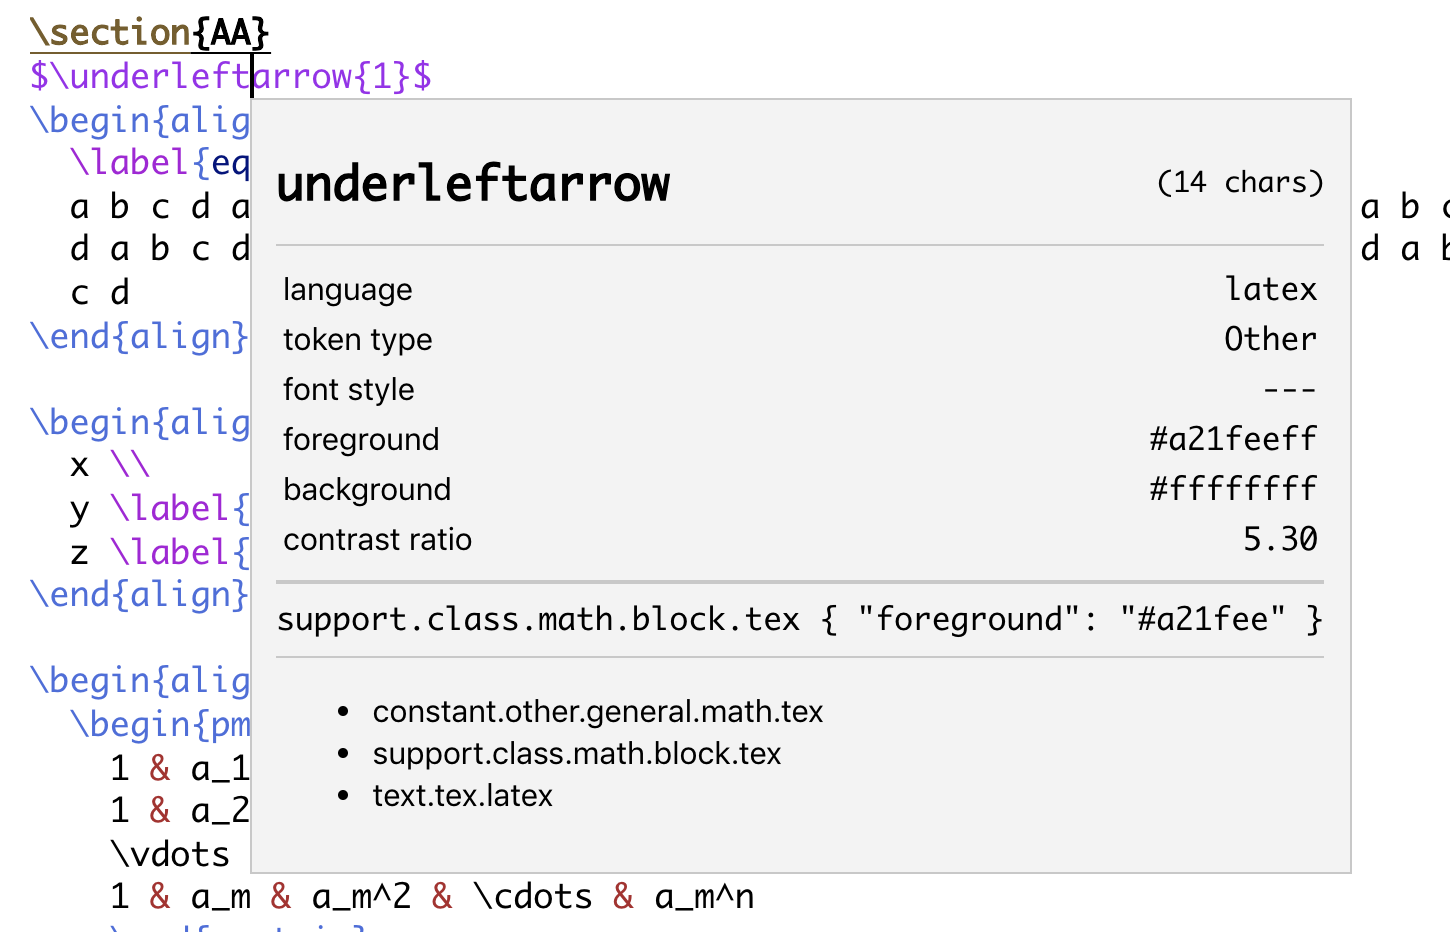 \section{AA}
$\underleftarrow{1}$
\begin{alig
\label{eq
a b c d a
a b c
d a b c d
d a b
c d
\end{align}
\begin{alig
x \\
y \label{
z \label{
\end{align}
\begin{alig
\begin{pm
1 & a_1
1 & a_2
\vdots
1 & a_m & a_m^2 & \cdots & a_m^n
underleftarrow (14 chars)
language latex
token type Other
font style ---
foreground #a21feeff
background #ffffffff
contrast ratio 5.30
support.class.math.block.tex { "foreground": "#a21fee" }
• constant.other.general.math.tex
• support.class.math.block.tex
• text.tex.latex